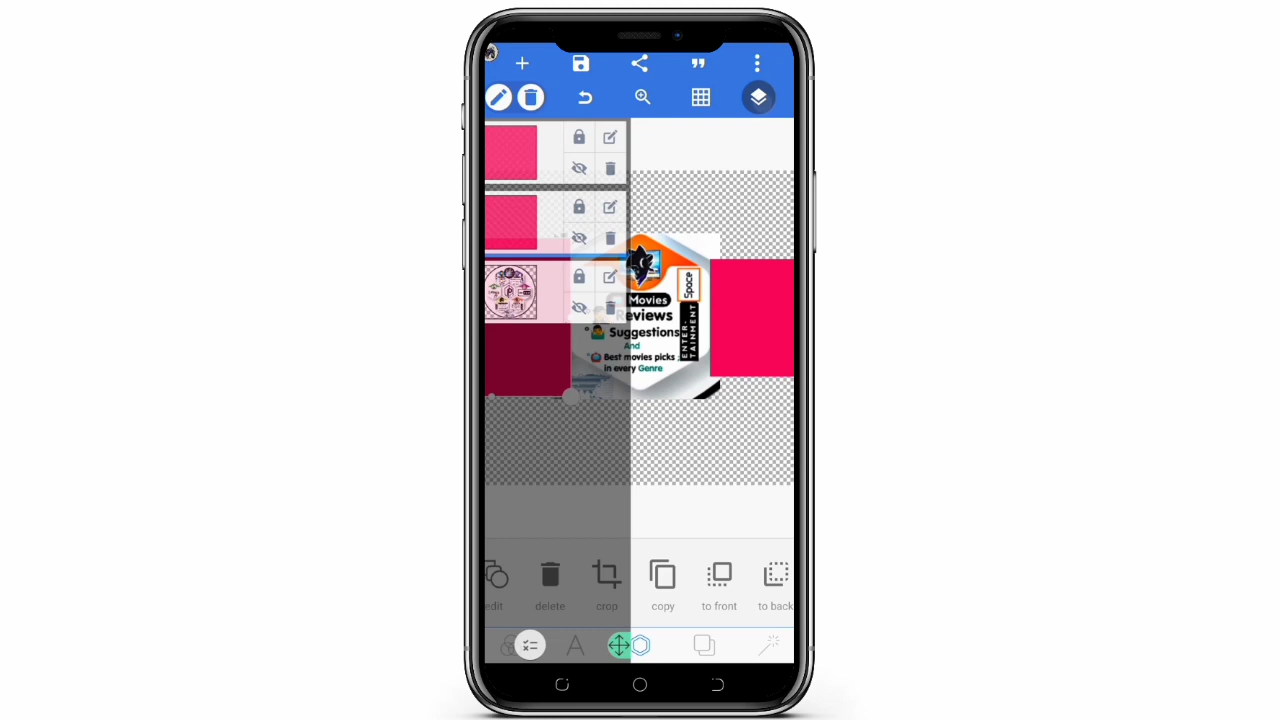 Space
Movies
Reviews
Suggestions
And
Best movies picks
in every Genre
ENTER-
TAINMENT
edit
delete
crop
copy
to front
to back